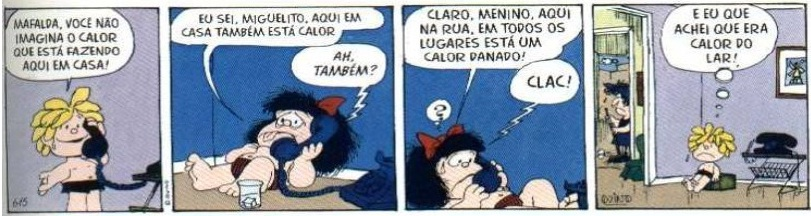 MAFALDA, VOCÊ NÃO
IMAGINA O CALOR
QUE ESTÁ FAZENDO
AQUI EM CASA!
EU SEI, MIGUELITO, AQUI EM
CASA TAMBÉM ESTÁ CALOR
AH,
TAMBÉM?
CLARO, MENINO, AQUI
NA RUA, EM TODOS OS
LUGARES ESTÁ UM
CALOR DANADO!
CLAC!
?
E EU QUE
ACHEI QUE ERA
CALOR DO
LAR!
615
QUINO